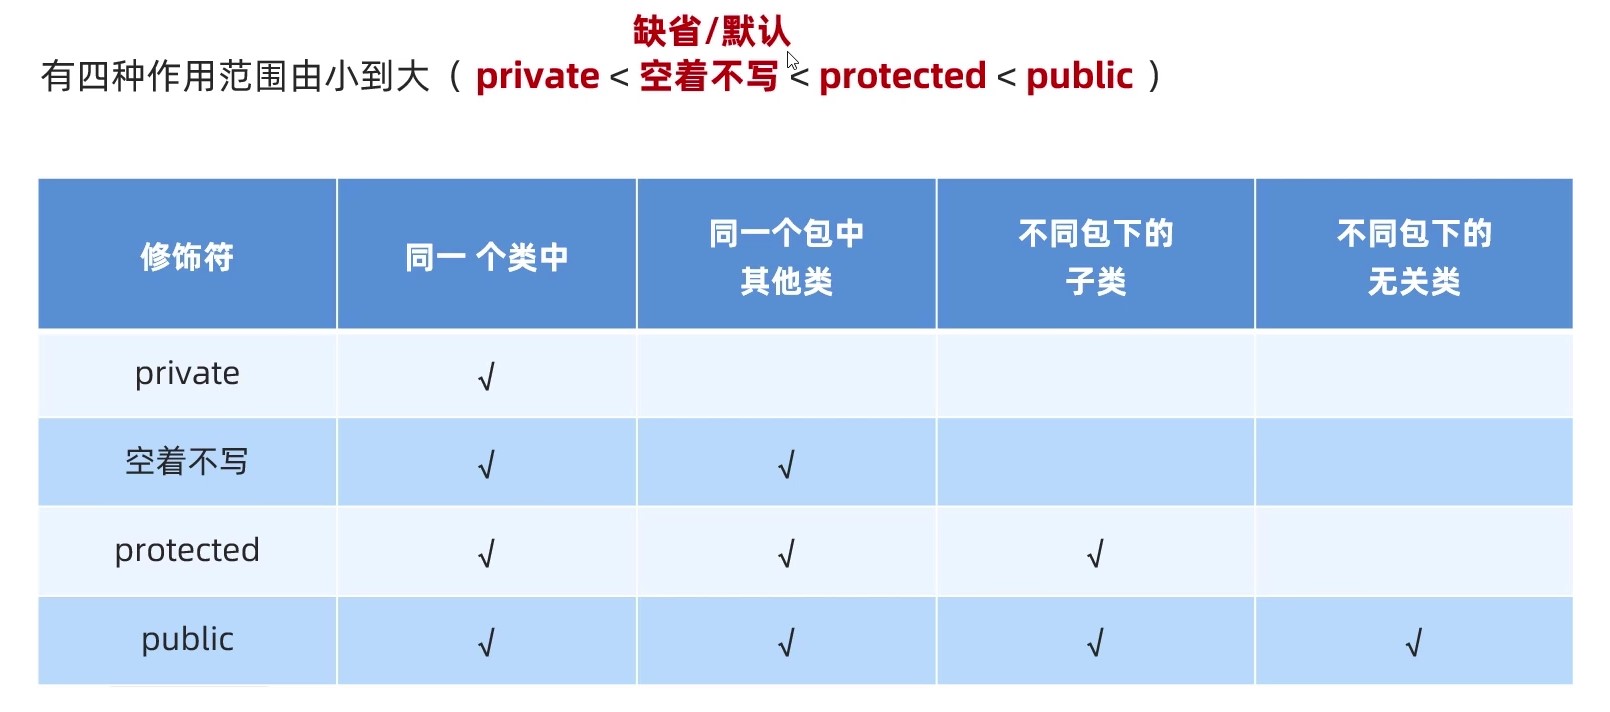 缺省/默认
有四种作用范围由小到大（ private < 空着不写 < protected < public ）
修饰符 同一 个类中 同一个包中 其他类 不同包下的 子类 不同包下的 无关类
private √
空着不写 √ √
protected √ √ √
public √ √ √ √